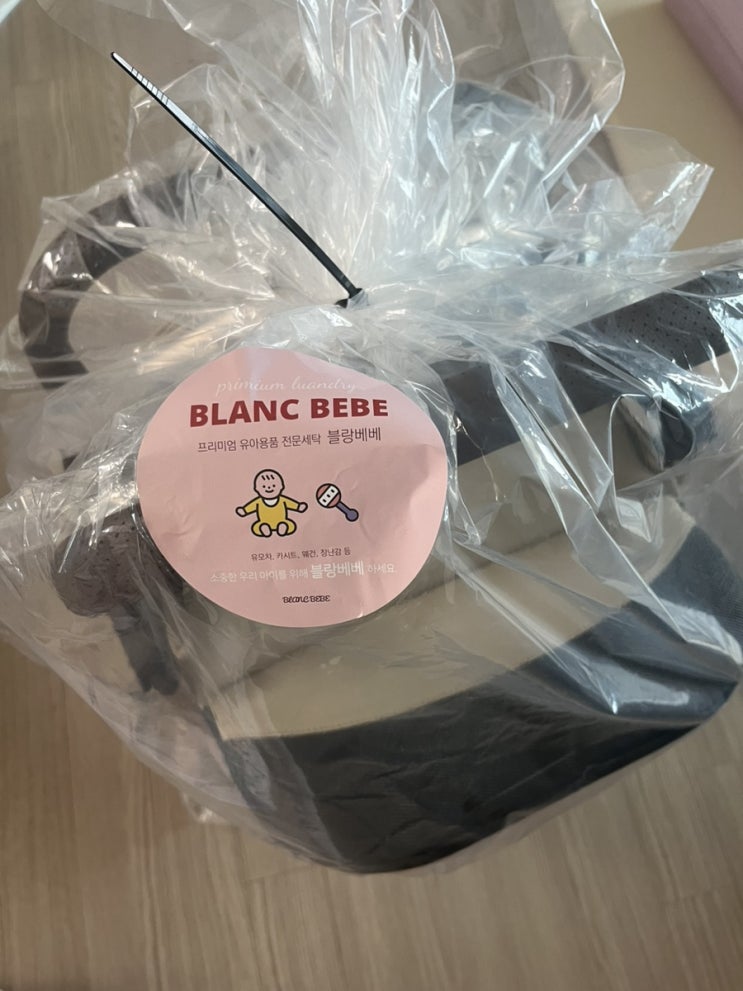 primium luandry
BLANC BEBE
프리미엄 유아용품 전문세탁 블랑베베
유모차, 카시트, 웨건, 장난감 등
소중한 우리 아이를 위해 블랑베베 하세요
BLANC BEBE